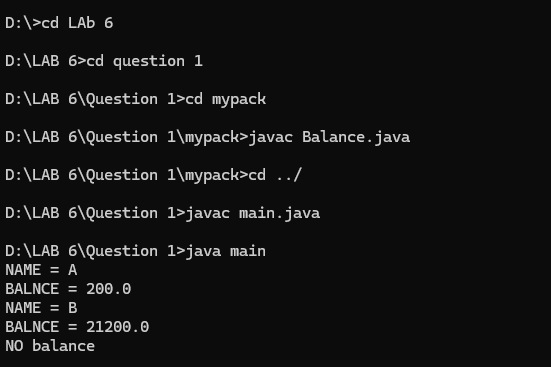 D:\>cd LAb 6
D:\LAB 6>cd question 1
D:\LAB 6\Question 1>cd mypack
D:\LAB 6\Question 1\mypack>javac Balance.java
D:\LAB 6\Question 1\mypack>cd ../
D:\LAB 6\Question 1>javac main.java
D:\LAB 6\Question 1>java main
NAME = A
BALNCE = 200.0
NAME = B
BALNCE = 21200.0
NO balance